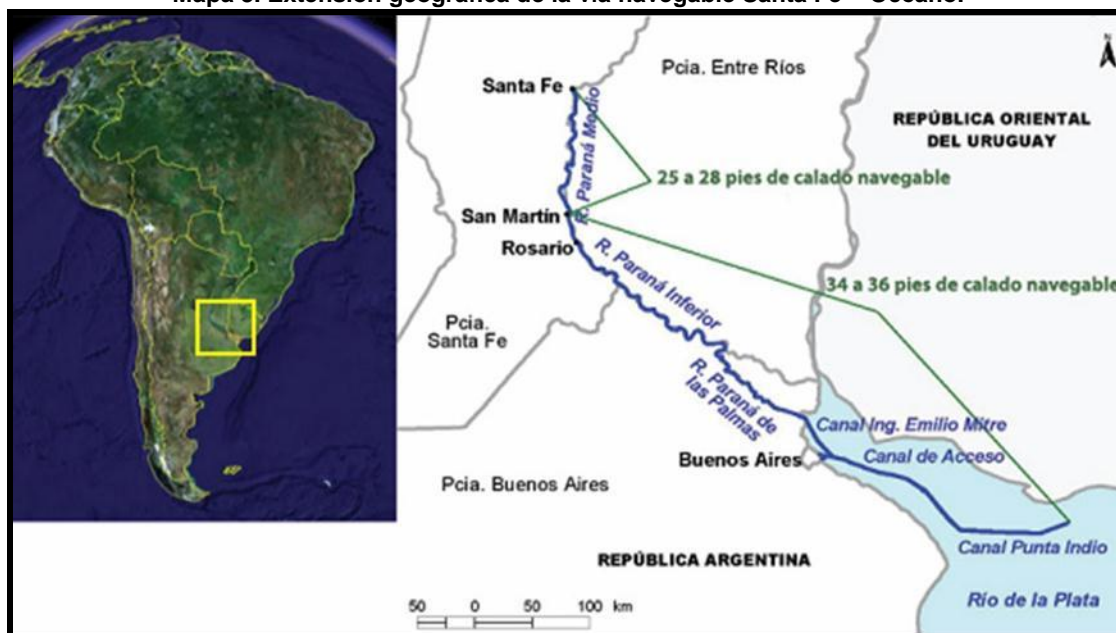 Mapa 3. Extensión geográfica de la vía navegable Santa Fe – Océano.
Santa Fe
Pcia. Entre Ríos
REPÚBLICA ORIENTAL
DEL URUGUAY
R. Paraná Medio
25 a 28 pies de calado navegable
San Martín
Rosario
R. Paraná Inferior
34 a 36 pies de calado navegable
Pcia.
Santa Fe
R. Paraná de
las Palmas
Canal Ing. Emilio Mitre
Canal de Acceso
Buenos Aires
Pcia. Buenos Aires
Canal Punta Indio
REPÚBLICA ARGENTINA
Río de la Plata
50 0 50 100 km
N